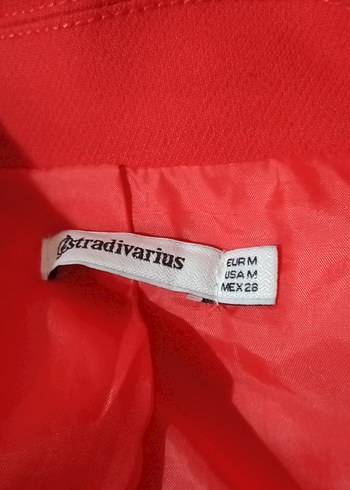 stradivarius
EUR M
USA M
MEX 28